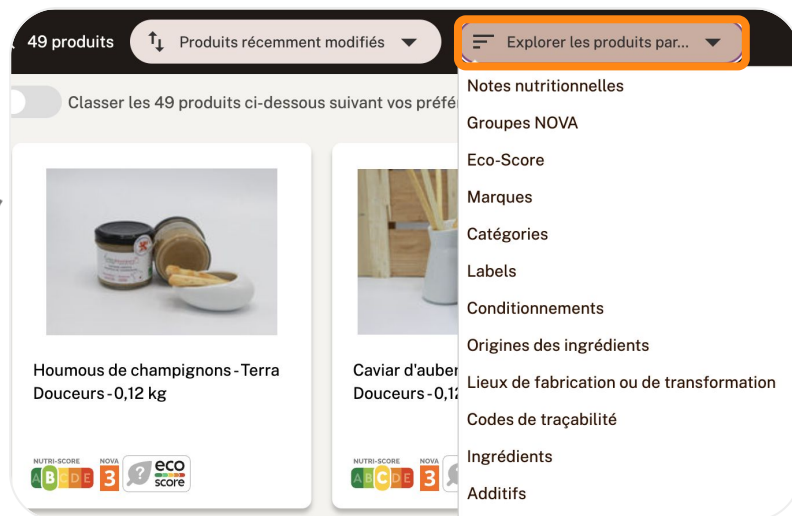 49 produits
Produits récemment modifiés
Explorer les produits par...
Classer les 49 produits ci-dessous suivant vos préfé
Notes nutritionnelles
Groupes NOVA
Eco-Score
Marques
Catégories
Labels
Conditionnements
Origines des ingrédients
Lieux de fabrication ou de transformation
Codes de traçabilité
Ingrédients
Additifs
Houmous de champignons - Terra
Douceurs - 0,12 kg
NUTRI-SCORE
A B C D E
NOVA
3
?
eco
score
Caviar d'auber
Douceurs - 0,12
NUTRI-SCORE
A B C D E
NOVA
3